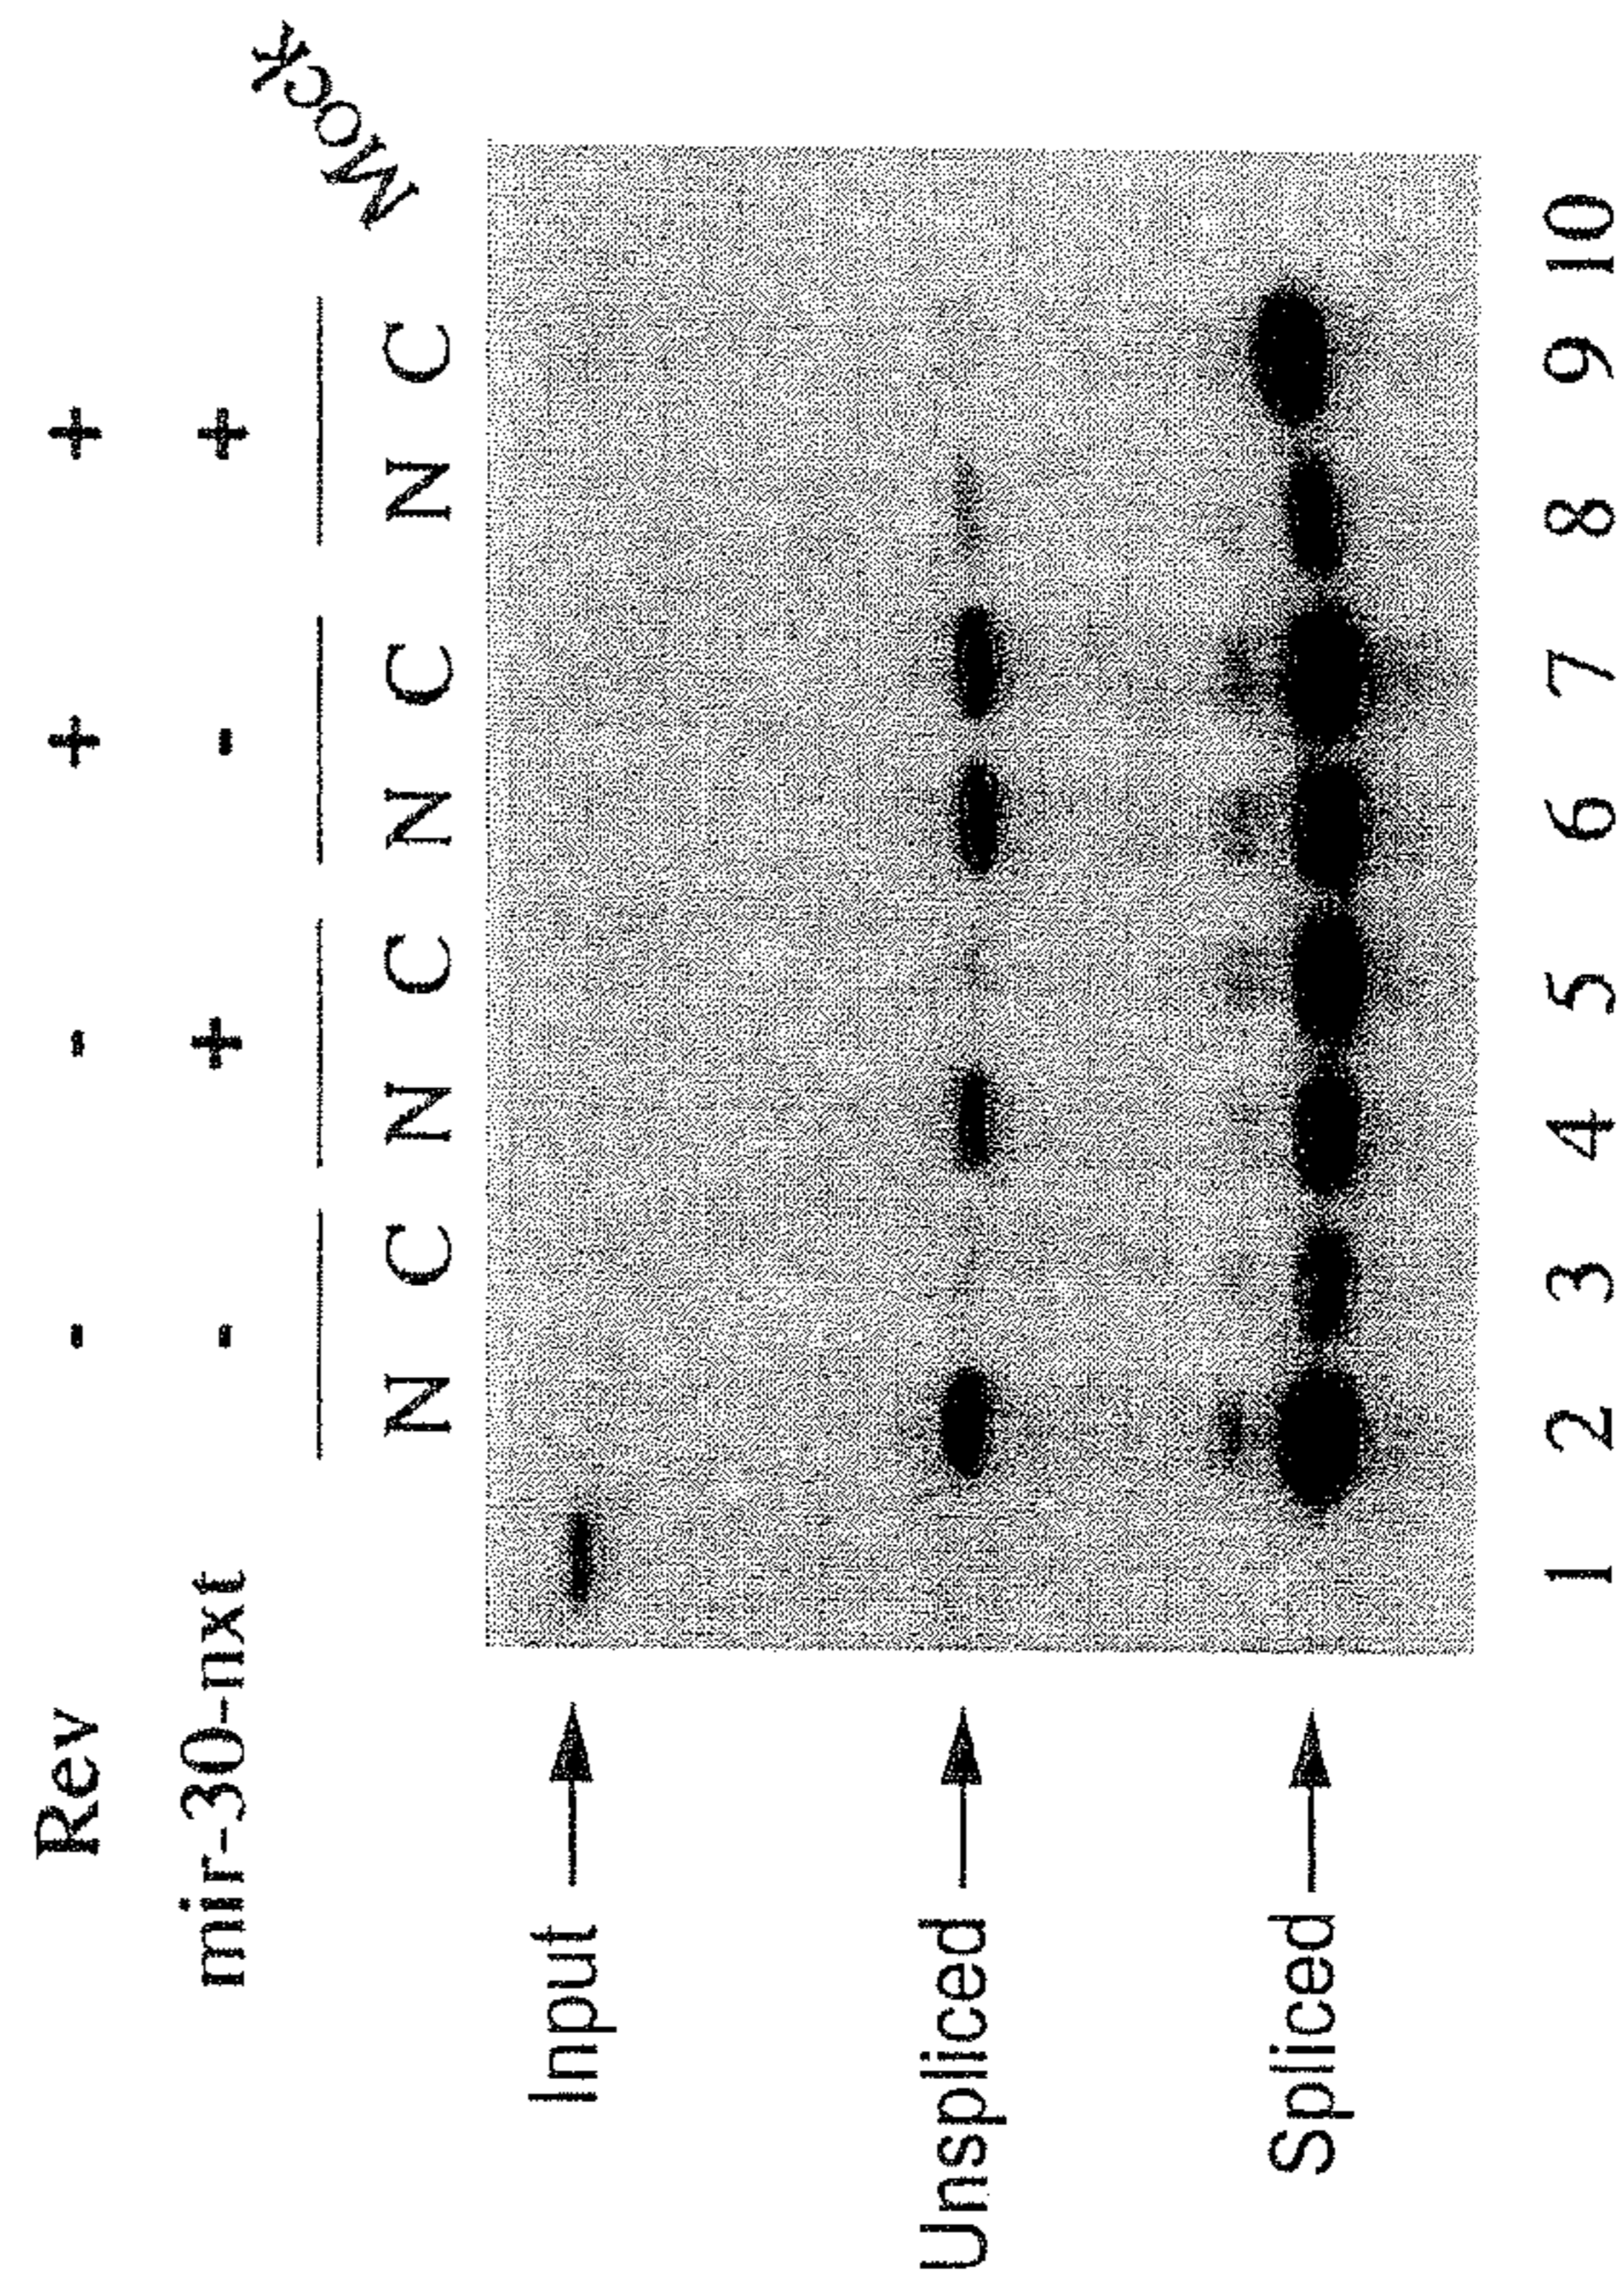 Rev - - + +
mir-30-nxt - + - +
Mock
N C N C N C N C
Input
Unspliced
Spliced
1 2 3 4 5 6 7 8 9 10